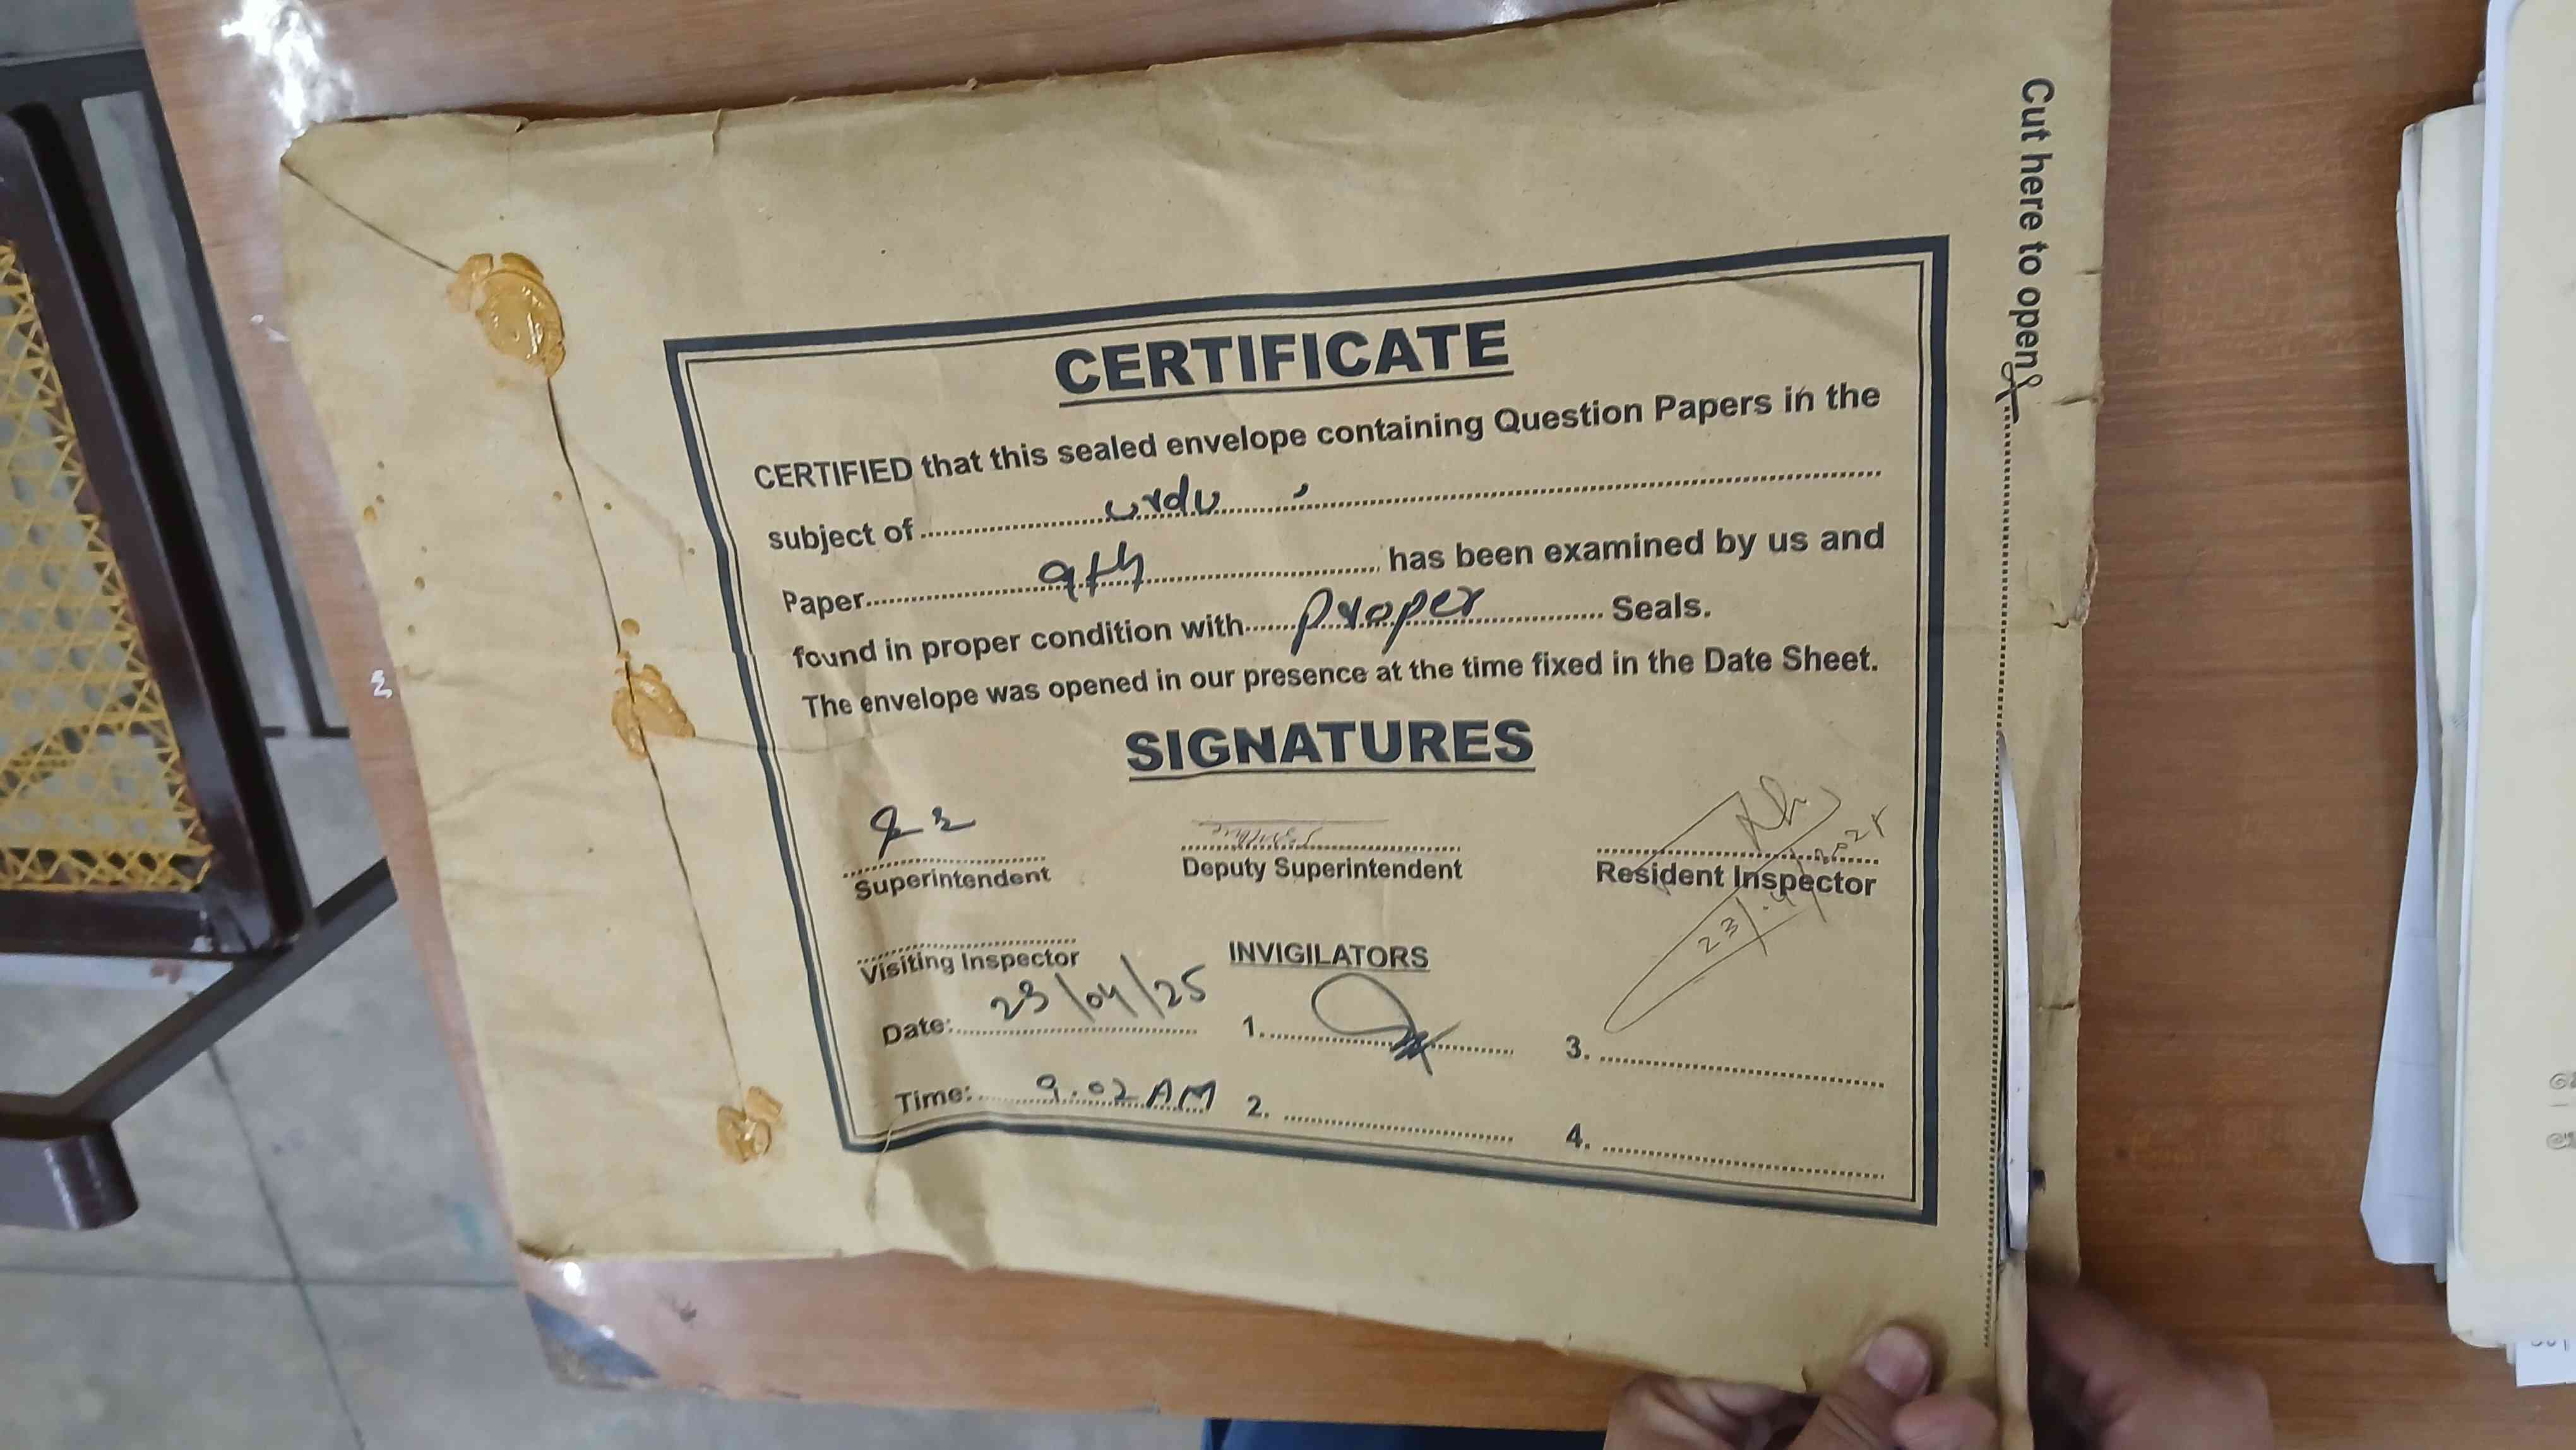 Cut here to open
CERTIFICATE
CERTIFIED that this sealed envelope containing Question Papers in the
subject of urdu
Paper 9th has been examined by us and
found in proper condition with proper Seals.
The envelope was opened in our presence at the time fixed in the Date Sheet.
SIGNATURES
Superintendent
Deputy Superintendent
Resident Inspector
23/4/2025
Visiting Inspector
INVIGILATORS
Date: 23/04/25
1.
3.
Time: 9.02 AM
2.
4.